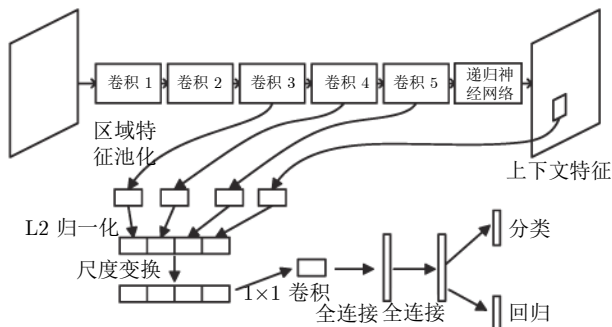 卷积 1
卷积 2
卷积 3
卷积 4
卷积 5
递归神
经网络
区域特
征池化
上下文特征
L2 归一化
尺度变换
1×1 卷积
全连接
全连接
分类
回归